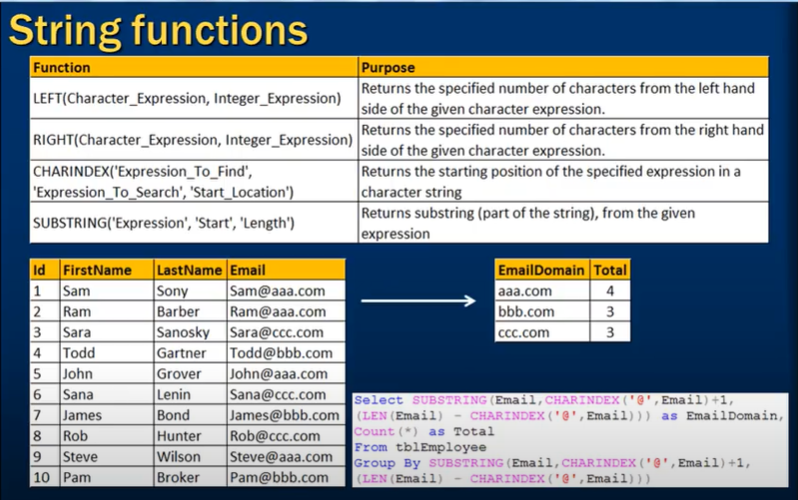 String functions
Function Purpose
LEFT(Character_Expression, Integer_Expression) Returns the specified number of characters from the left hand
side of the given character expression.
RIGHT(Character_Expression, Integer_Expression) Returns the specified number of characters from the right hand
side of the given character expression.
CHARINDEX('Expression_To_Find', Returns the starting position of the specified expression in a
'Expression_To_Search', 'Start_Location') character string
SUBSTRING('Expression', 'Start', 'Length') Returns substring (part of the string), from the given
expression
Id FirstName LastName Email
1 Sam Sony Sam@aaa.com
2 Ram Barber Ram@aaa.com
3 Sara Sanosky Sara@ccc.com
4 Todd Gartner Todd@bbb.com
5 John Grover John@aaa.com
6 Sana Lenin Sana@ccc.com
7 James Bond James@bbb.com
8 Rob Hunter Rob@ccc.com
9 Steve Wilson Steve@aaa.com
10 Pam Broker Pam@bbb.com
EmailDomain Total
aaa.com 4
bbb.com 3
ccc.com 3
Select SUBSTRING(Email,CHARINDEX('@',Email)+1,
(LEN(Email) - CHARINDEX('@',Email))) as EmailDomain,
Count(*) as Total
From tblEmployee
Group By SUBSTRING(Email,CHARINDEX('@',Email)+1,
(LEN(Email) - CHARINDEX('@',Email)))